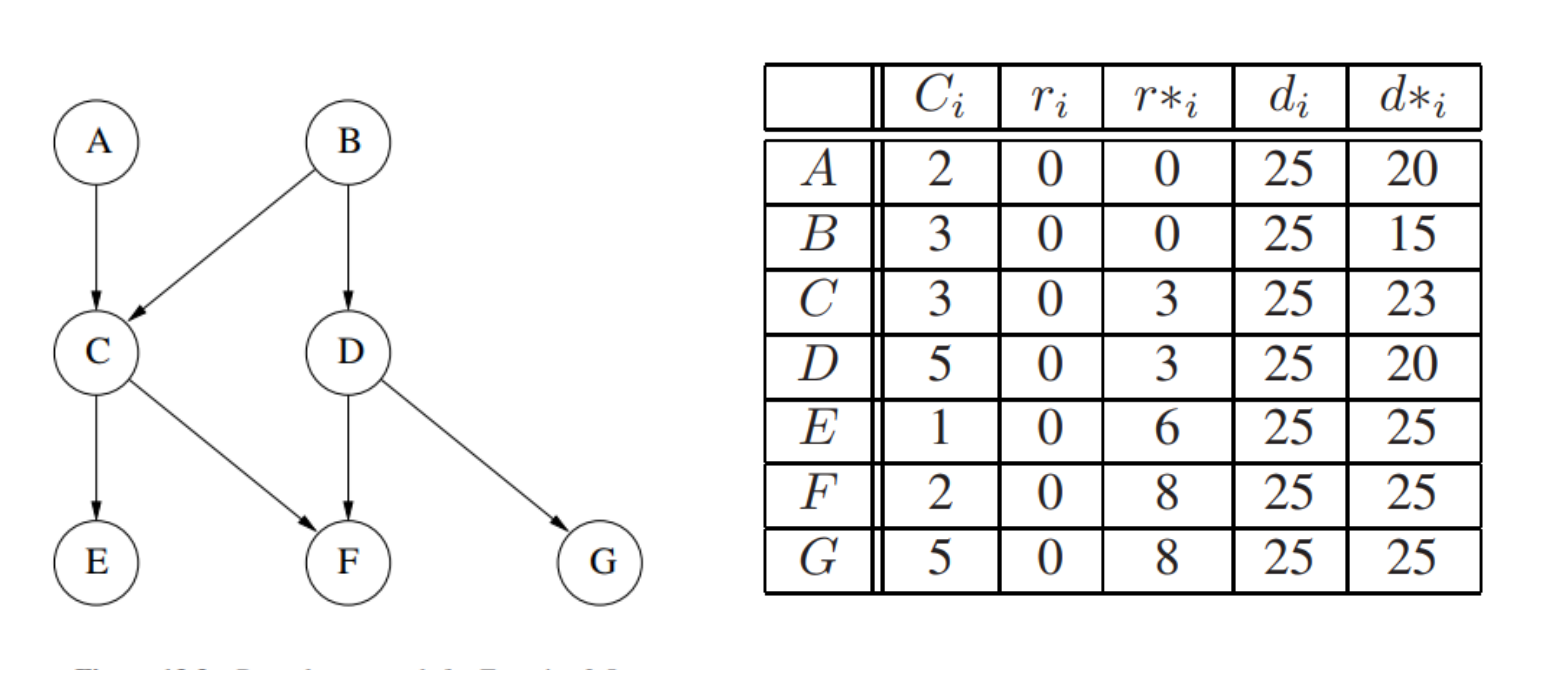 A B
C D
E F G
C_i r_i r*_i d_i d*_i
A 2 0 0 25 20
B 3 0 0 25 15
C 3 0 3 25 23
D 5 0 3 25 20
E 1 0 6 25 25
F 2 0 8 25 25
G 5 0 8 25 25